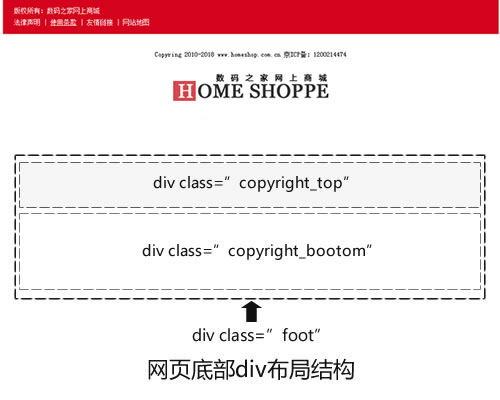 版权所有：数码之家网上商城
法律声明 | 使用条款 | 友情链接 | 网站地图
Copyring 2010-2018 www.homeshop.com.cn 京ICP备：1200214474
数码之家网上商城
HOME SHOPPE
div class=”copyright_top”
div class=”copyright_bootom”
div class=”foot”
网页底部div布局结构